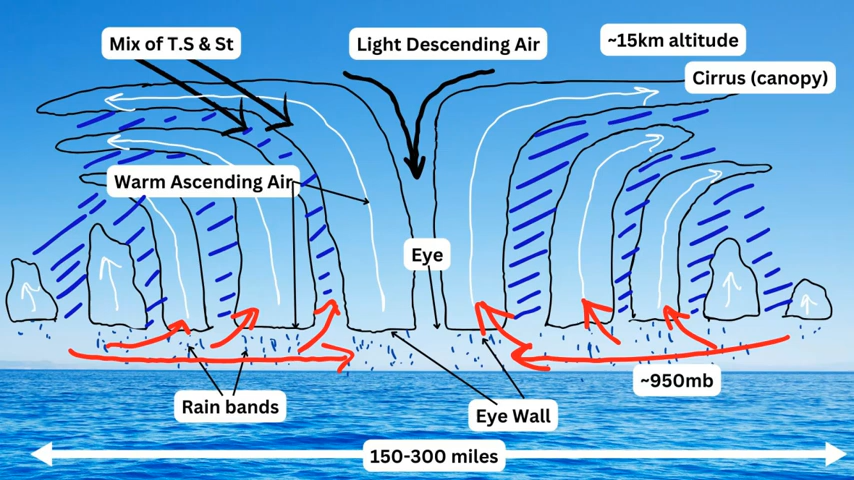 Mix of T.S & St
Light Descending Air
~15km altitude
Cirrus (canopy)
Warm Ascending Air
Eye
~950mb
Rain bands
Eye Wall
150-300 miles